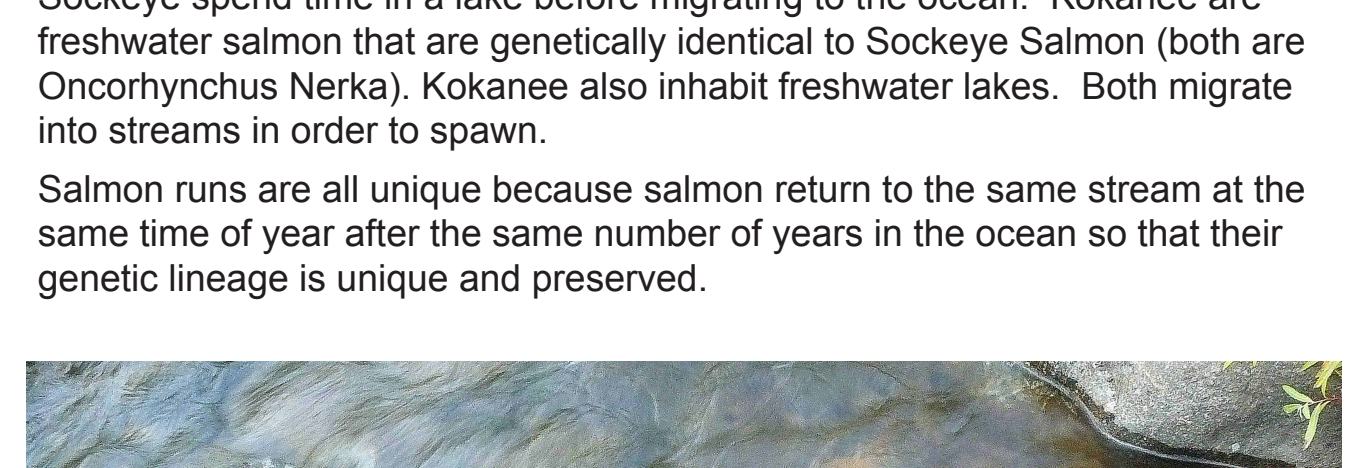 Sockeye spend time in a lake before migrating to the ocean.  Kokanee are
freshwater salmon that are genetically identical to Sockeye Salmon (both are
Oncorhynchus Nerka). Kokanee also inhabit freshwater lakes.  Both migrate
into streams in order to spawn.
Salmon runs are all unique because salmon return to the same stream at the
same time of year after the same number of years in the ocean so that their
genetic lineage is unique and preserved.